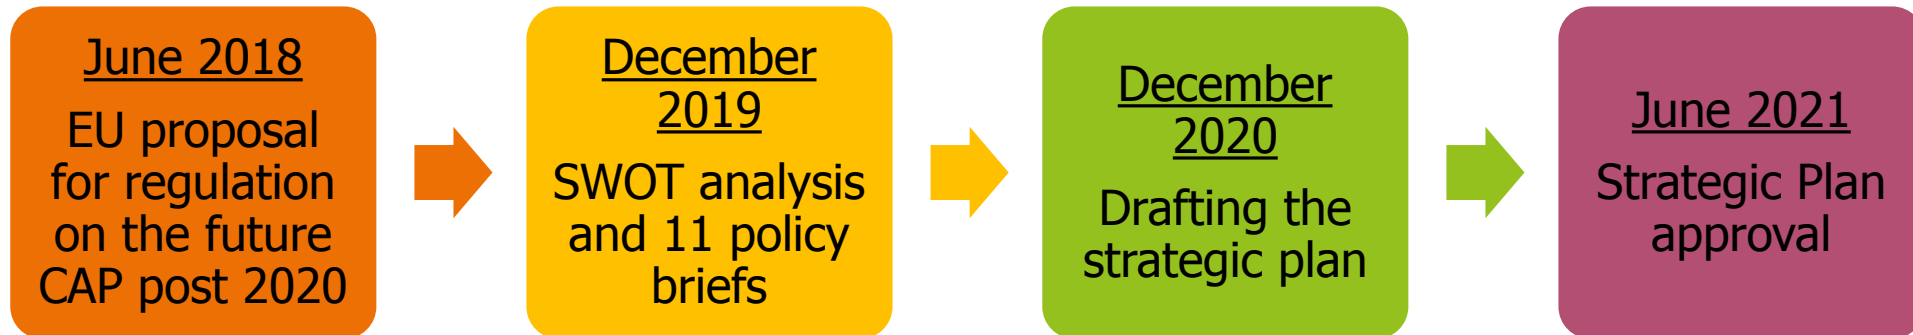 June 2018
EU proposal
for regulation
on the future
CAP post 2020
December
2019
SWOT analysis
and 11 policy
briefs
December
2020
Drafting the
strategic plan
June 2021
Strategic Plan
approval